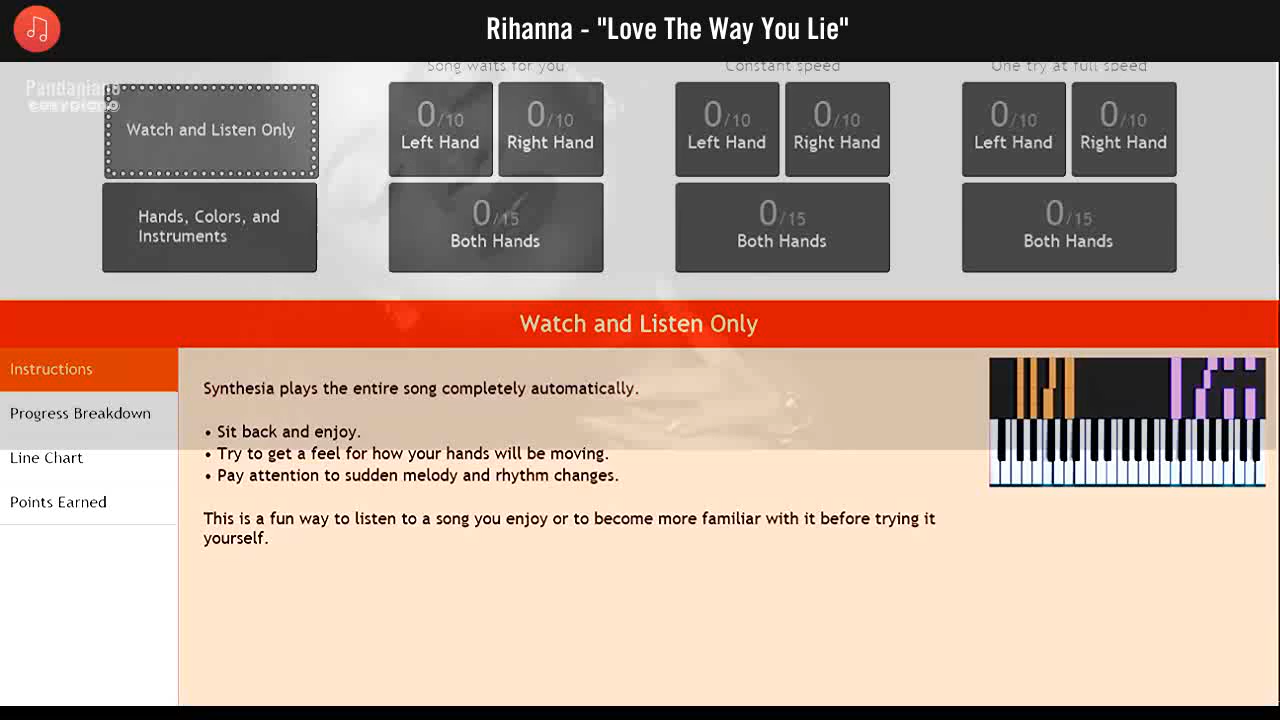 Rihanna - "Love The Way You Lie"
Song waits for you
Constant speed
One try at full speed
Pandapiano
easypiano
Watch and Listen Only
0/10
Left Hand
0/10
Right Hand
0/10
Left Hand
0/10
Right Hand
0/10
Left Hand
0/10
Right Hand
Hands, Colors, and
Instruments
0/15
Both Hands
0/15
Both Hands
0/15
Both Hands
Watch and Listen Only
Instructions
Progress Breakdown
Line Chart
Points Earned
Synthesia plays the entire song completely automatically.
• Sit back and enjoy.
• Try to get a feel for how your hands will be moving.
• Pay attention to sudden melody and rhythm changes.
This is a fun way to listen to a song you enjoy or to become more familiar with it before trying it
yourself.